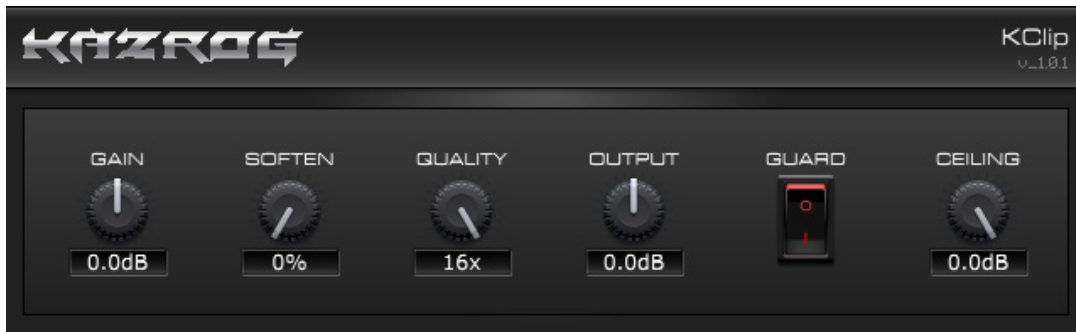 KAZROG
KClip
v_1.0.1
GAIN
SOFTEN
QUALITY
OUTPUT
GUARD
CEILING
O
I
0.0dB
0%
16x
0.0dB
0.0dB